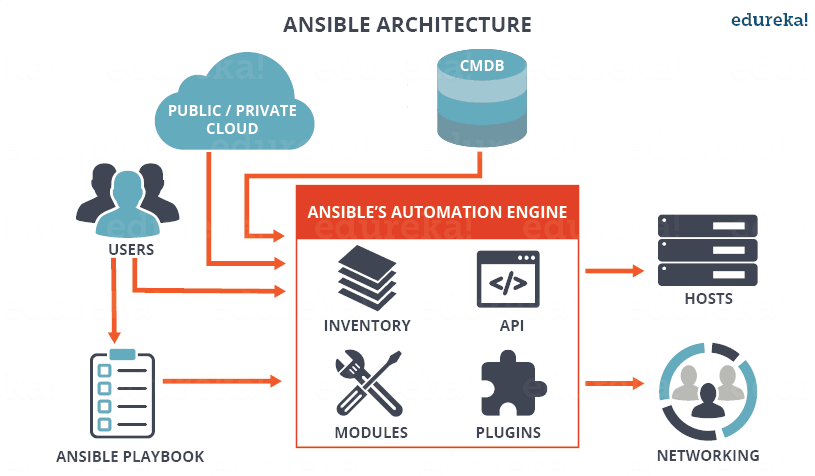 ANSIBLE ARCHITECTURE
edureka!
PUBLIC / PRIVATE
CLOUD
CMDB
USERS
ANSIBLE'S AUTOMATION ENGINE
INVENTORY
API
MODULES
PLUGINS
HOSTS
ANSIBLE PLAYBOOK
NETWORKING
edureka!